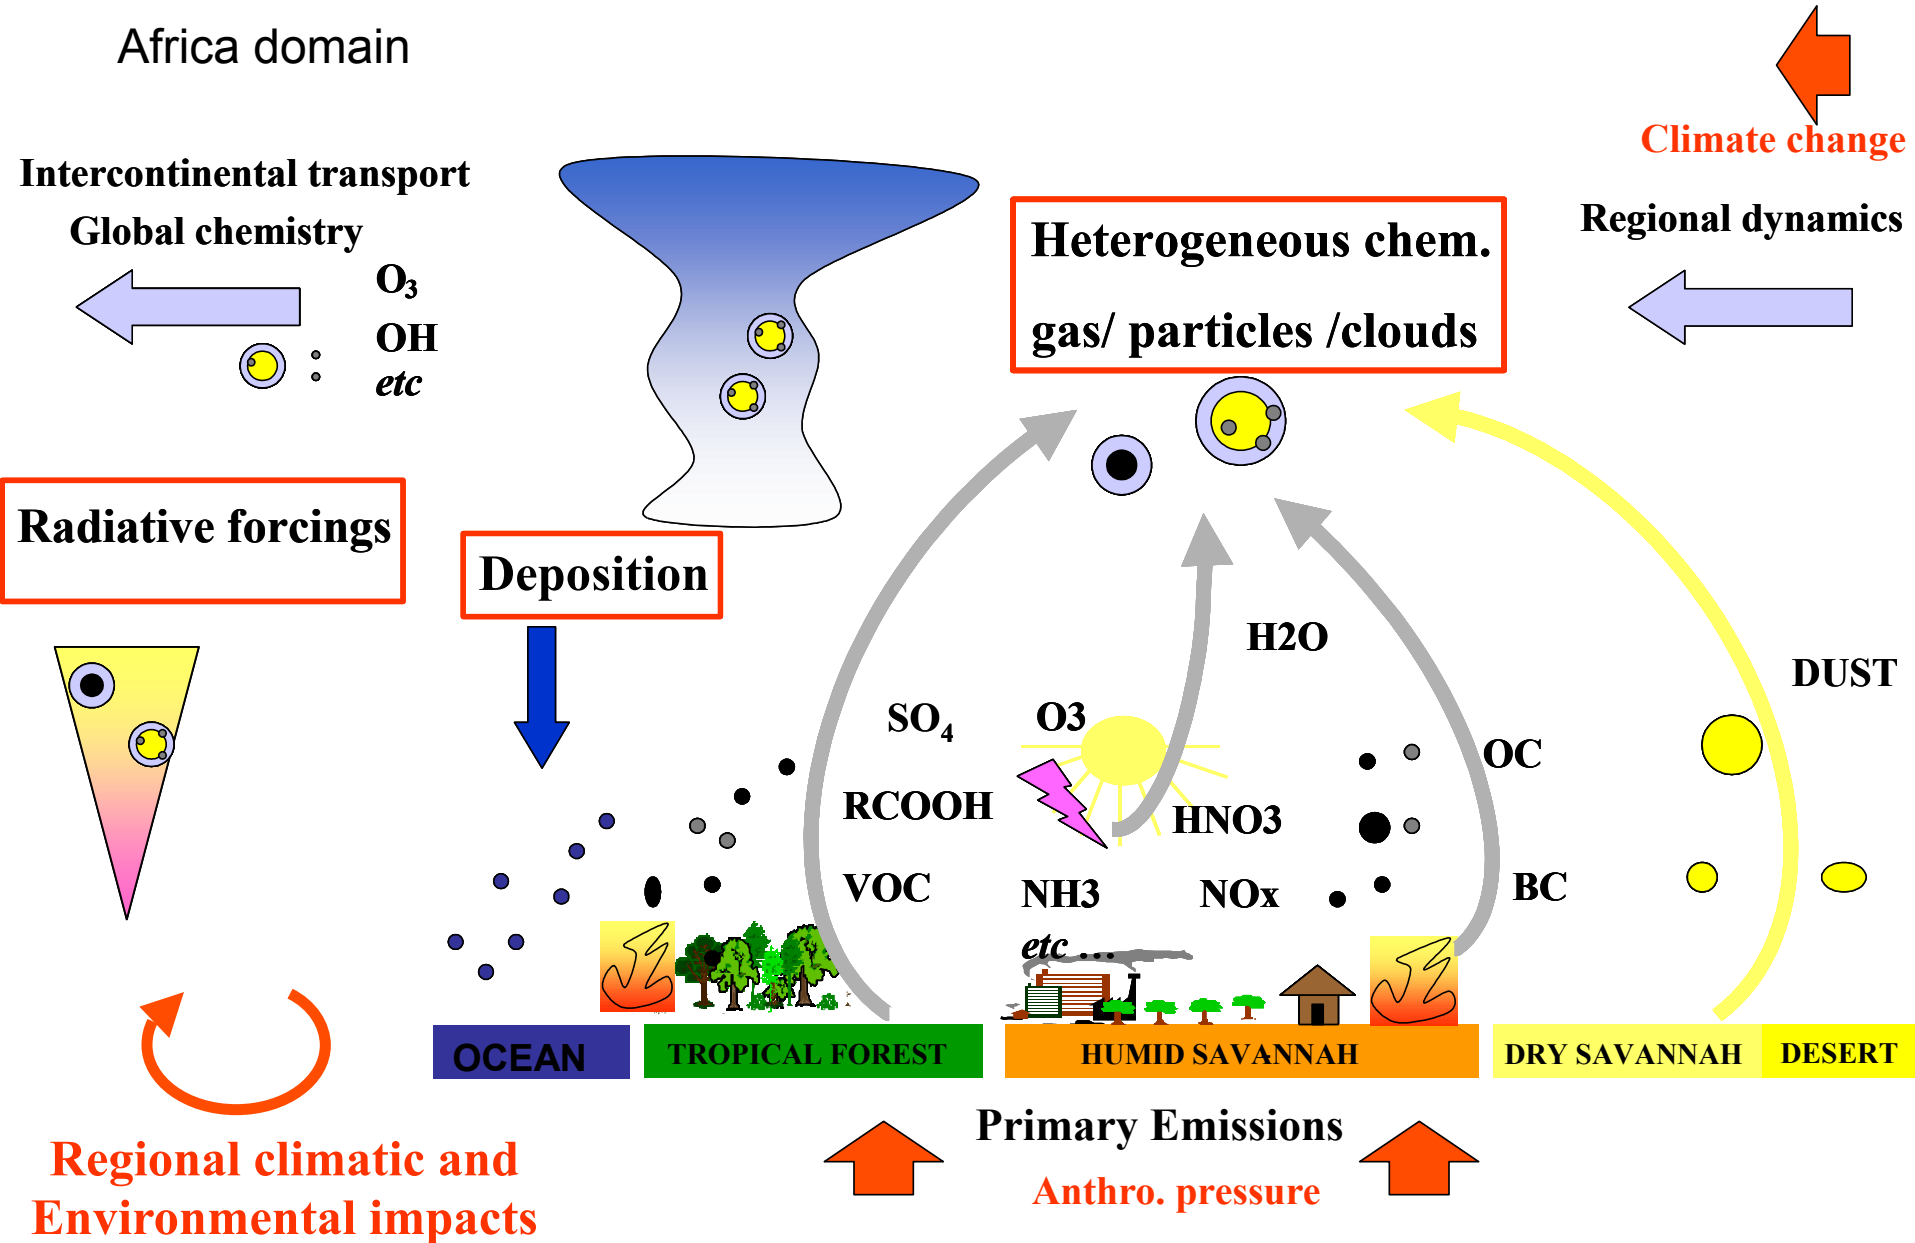 Africa domain
Climate change
Intercontinental transport
Global chemistry
O₃
OH
etc
Heterogeneous chem.
gas/ particles /clouds
Regional dynamics
Radiative forcings
Deposition
H2O
DUST
SO₄
O3
OC
RCOOH
HNO3
VOC
NH3
NOx
BC
etc ...
OCEAN
TROPICAL FOREST
HUMID SAVANNAH
DRY SAVANNAH
DESERT
Primary Emissions
Anthro. pressure
Regional climatic and
Environmental impacts